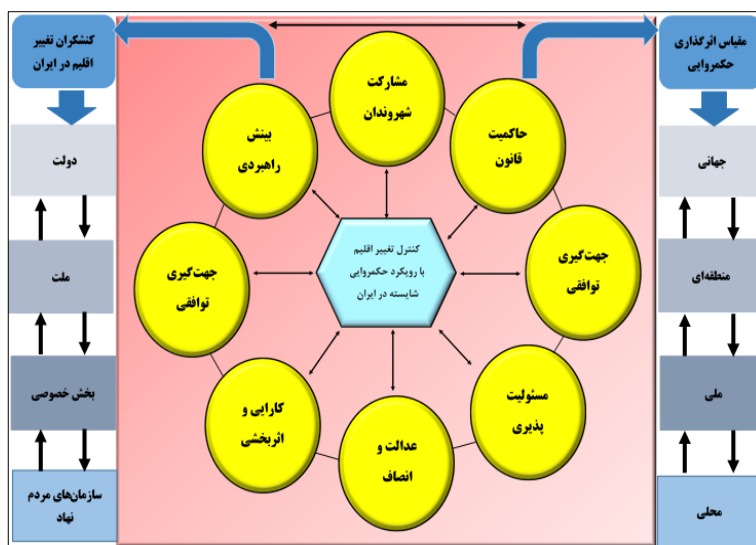 مقیاس اثرگذاری
حکمروایی
جهانی
منطقه‌ای
ملی
محلی
مشارکت
شهروندان
حاکمیت
قانون
بینش
راهبردی
جهت‌گیری
توافقی
کنترل تغییر اقلیم
با رویکرد حکمروایی
شایسته در ایران
جهت‌گیری
توافقی
مسئولیت
پذیری
کارایی و
اثربخشی
عدالت و
انصاف
کنشگران تغییر
اقلیم در ایران
دولت
ملت
بخش خصوصی
سازمان‌های مردم
نهاد